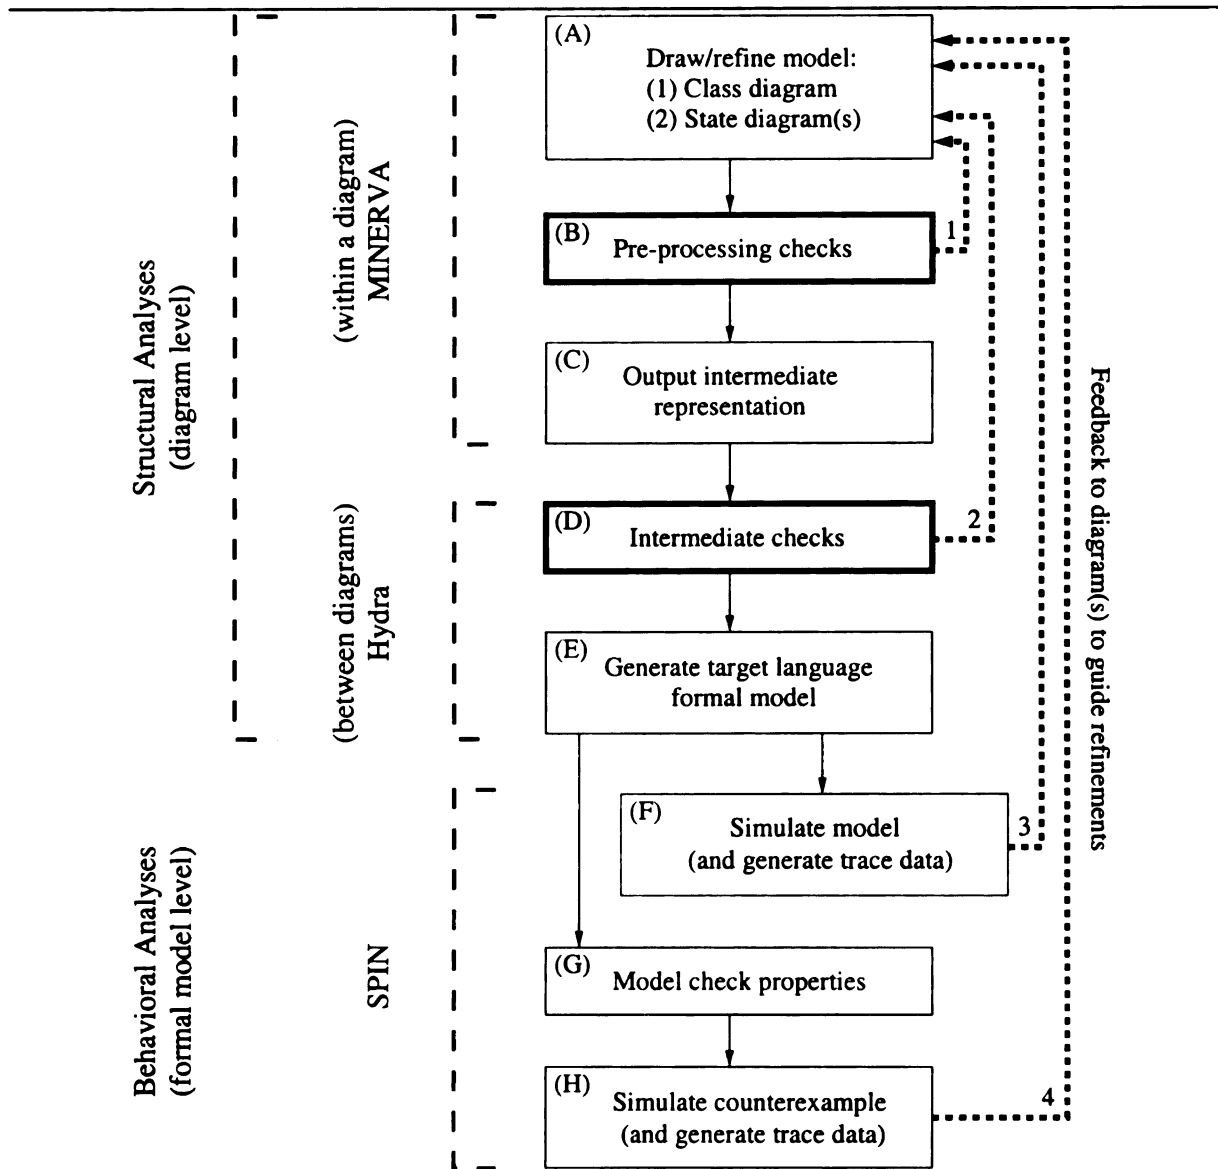 (A)
Draw/refine model:
(1) Class diagram
(2) State diagram(s)
(B)
Pre-processing checks
1
(C)
Output intermediate
representation
(D)
Intermediate checks
2
(E)
Generate target language
formal model
(F)
Simulate model
(and generate trace data)
3
(G)
Model check properties
(H)
Simulate counterexample
(and generate trace data)
4
Structural Analyses
(diagram level)
(within a diagram)
MINERVA
(between diagrams)
Hydra
Behavioral Analyses
(formal model level)
SPIN
Feedback to diagram(s) to guide refinements